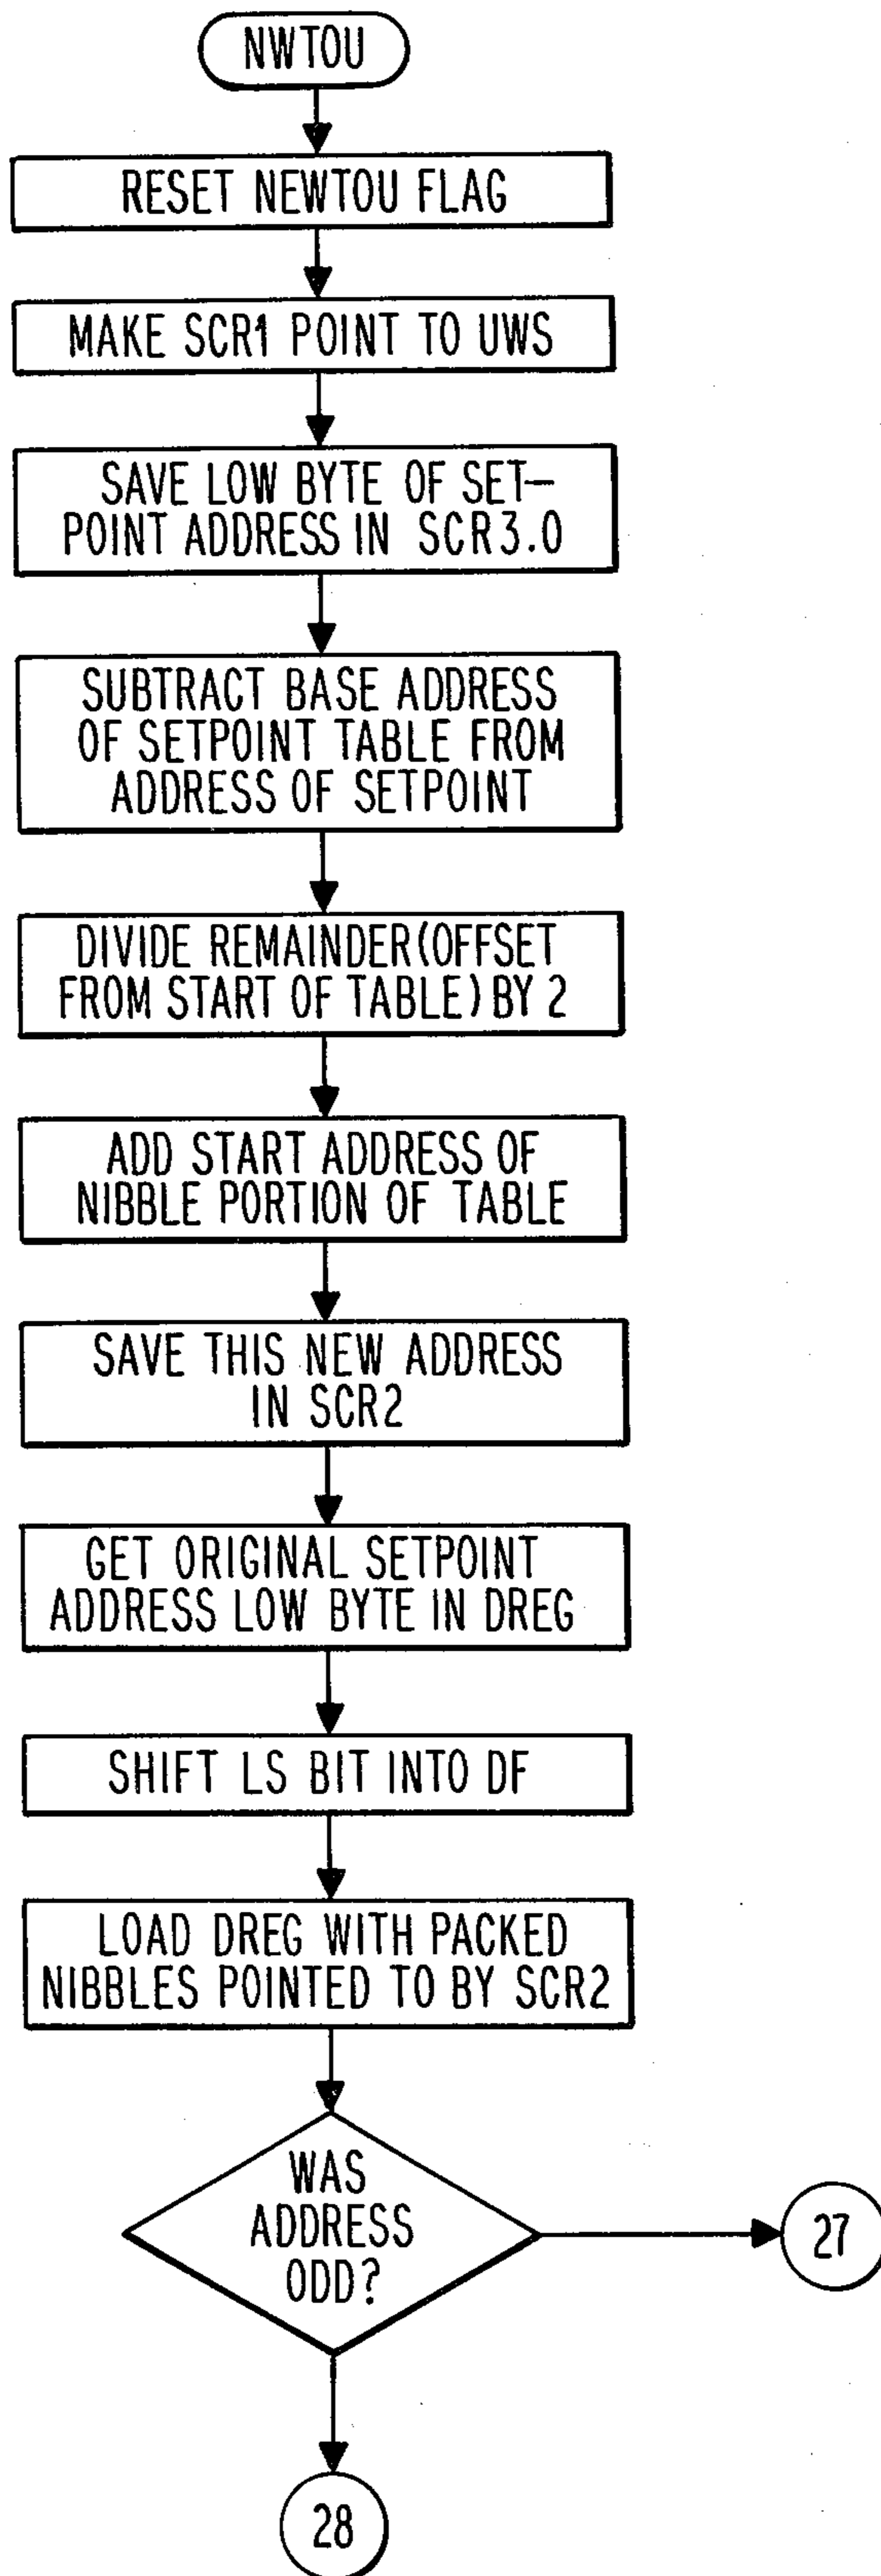 NWTOU
RESET NEWTOU FLAG
MAKE SCR1 POINT TO UWS
SAVE LOW BYTE OF SET-
POINT ADDRESS IN SCR3.0
SUBTRACT BASE ADDRESS
OF SETPOINT TABLE FROM
ADDRESS OF SETPOINT
DIVIDE REMAINDER(OFFSET
FROM START OF TABLE) BY 2
ADD START ADDRESS OF
NIBBLE PORTION OF TABLE
SAVE THIS NEW ADDRESS
IN SCR2
GET ORIGINAL SETPOINT
ADDRESS LOW BYTE IN DREG
SHIFT LS BIT INTO DF
LOAD DREG WITH PACKED
NIBBLES POINTED TO BY SCR2
WAS
ADDRESS
ODD?
27
28